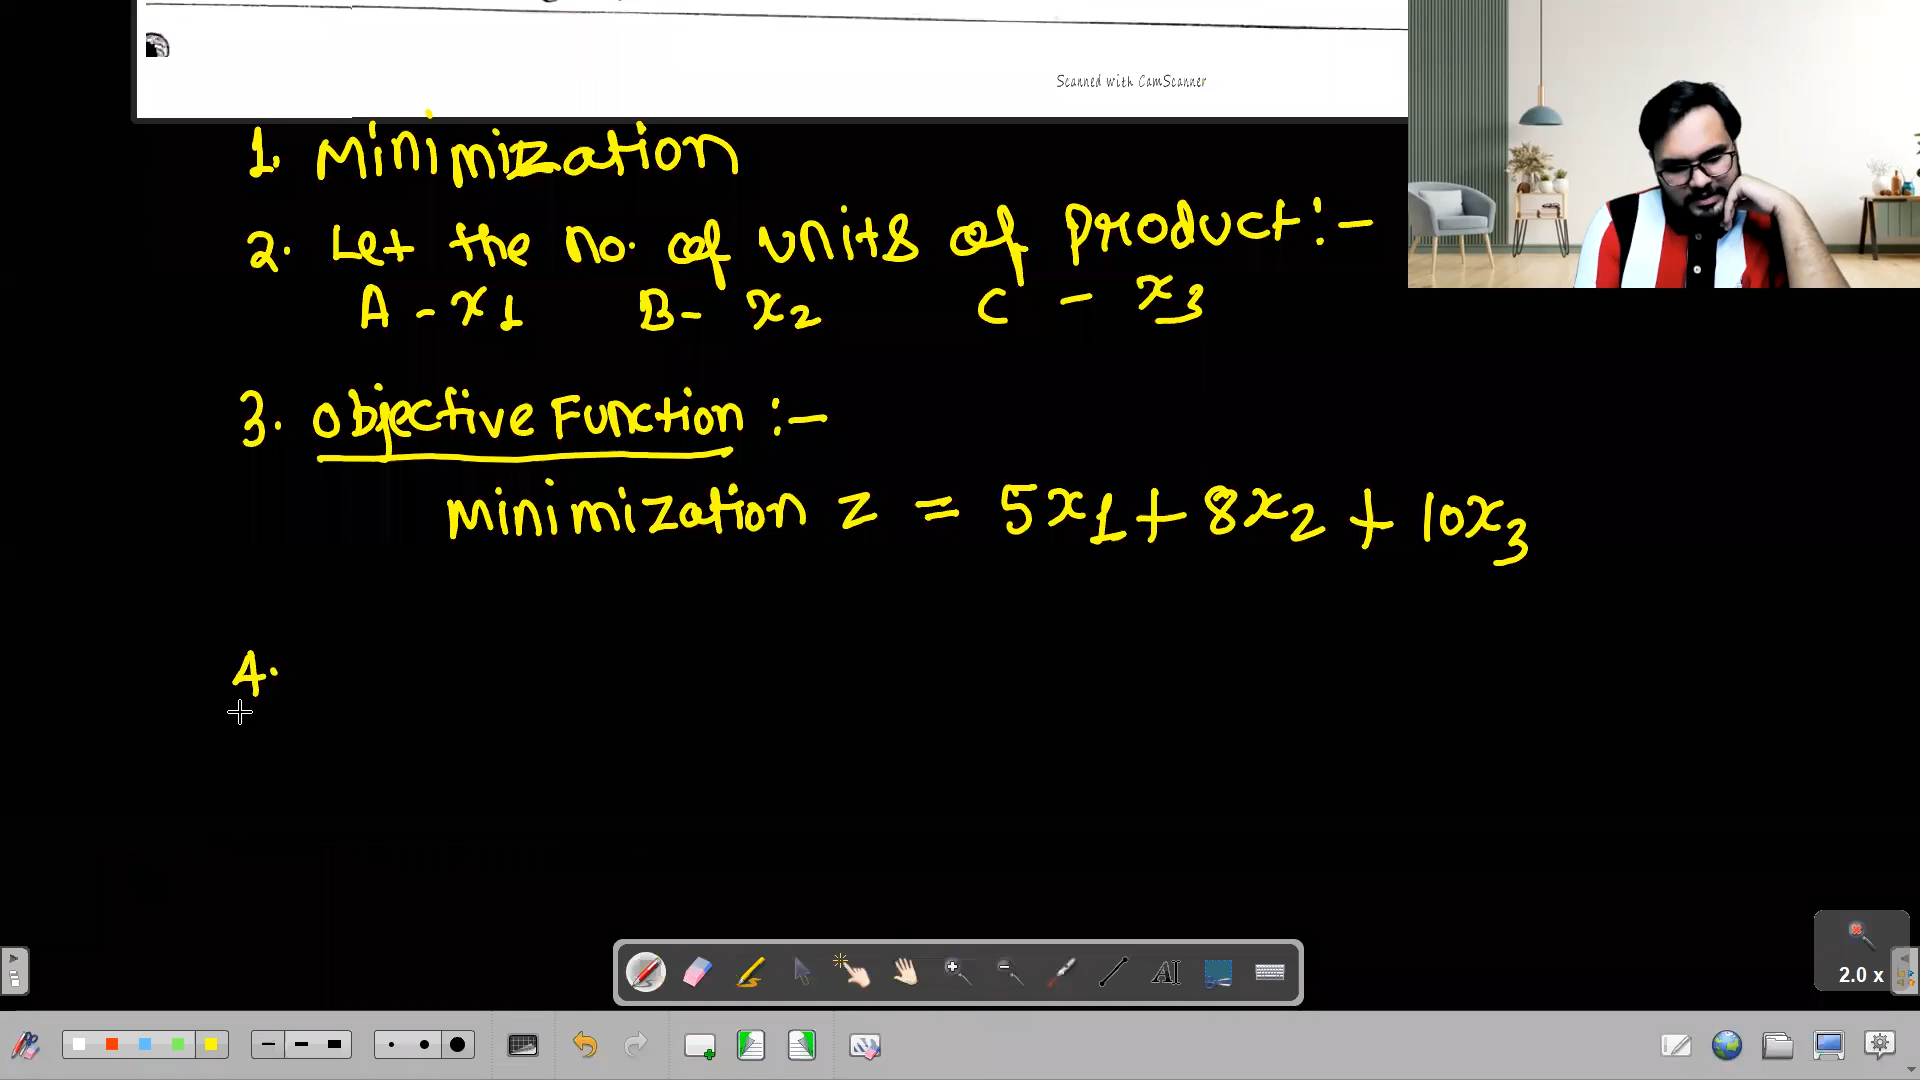 Scanned with CamScanner
1. Minimization
2. Let the no. of units of product:-
A - x1 B - x2 C - x3
3. Objective Function :-
minimization z = 5x1 + 8x2 + 10x3
4.
2.0 x